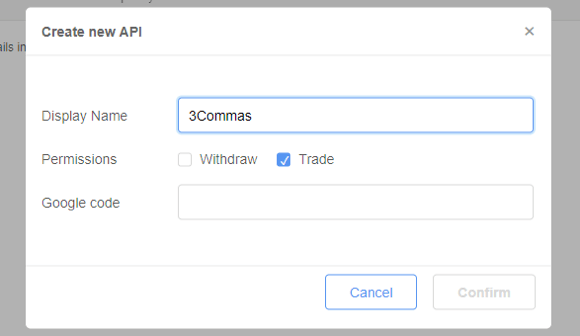 Create new API ×
ails in
Display Name 3Commas
Permissions Withdraw Trade
Google code
Cancel Confirm